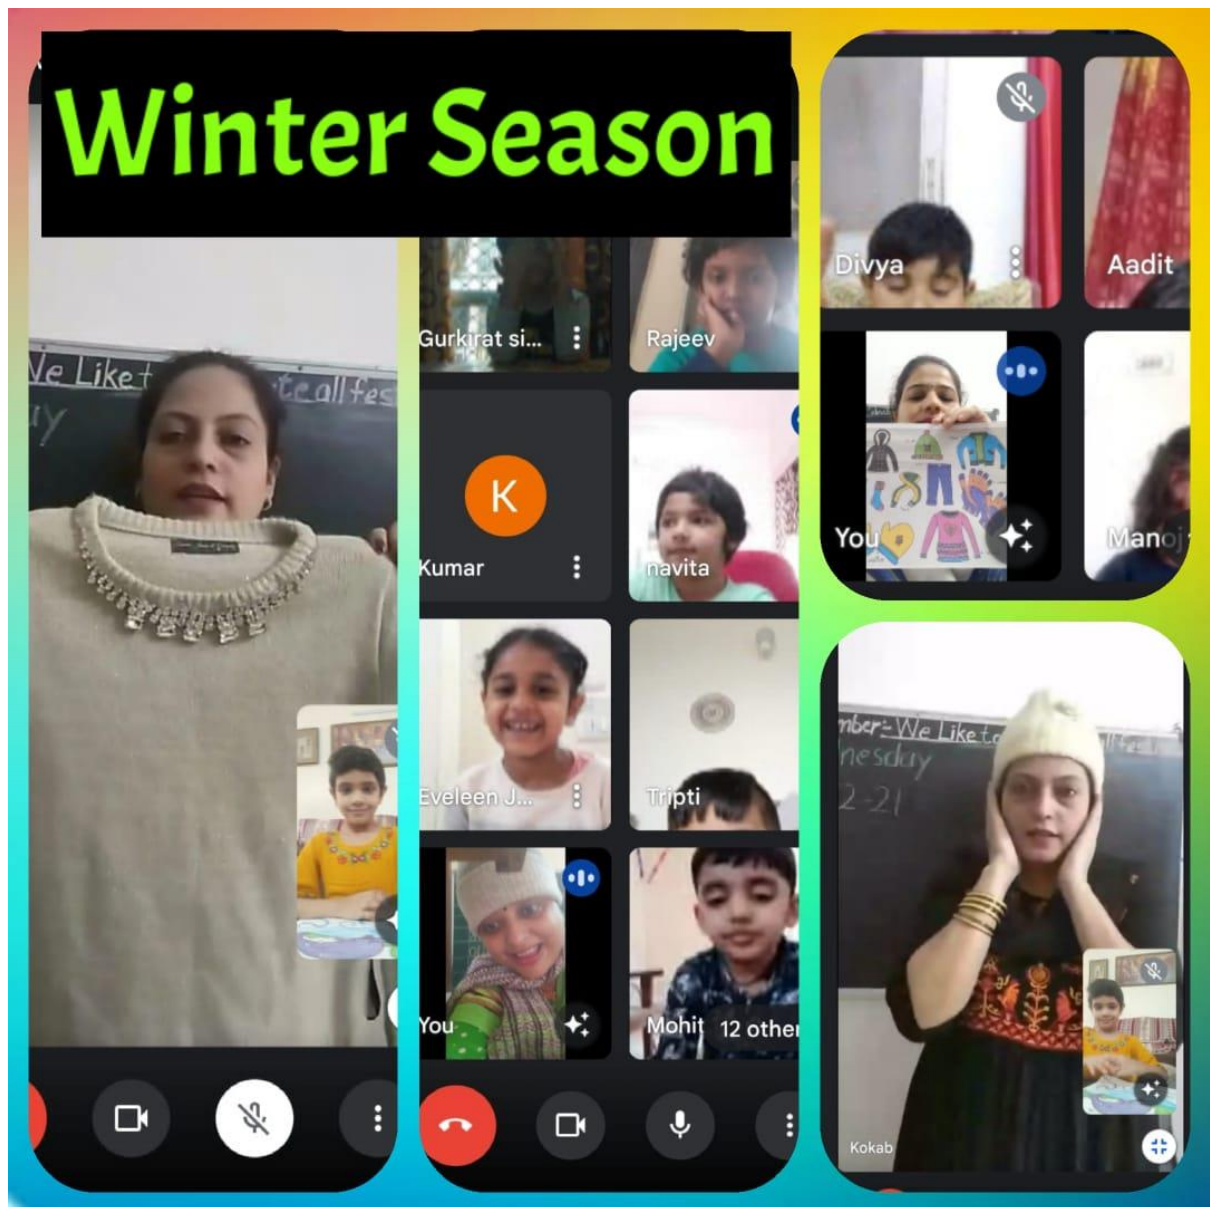 Winter Season
We Like t
te all fes
ay
Gurkirat si...
Rajeev
Kumar
K
navita
Eveleen J...
Tripti
You
Mohit
12 other
Divya
Aadit
You
Manoj
mber:- We Like to
nesday
2-21
Kokab